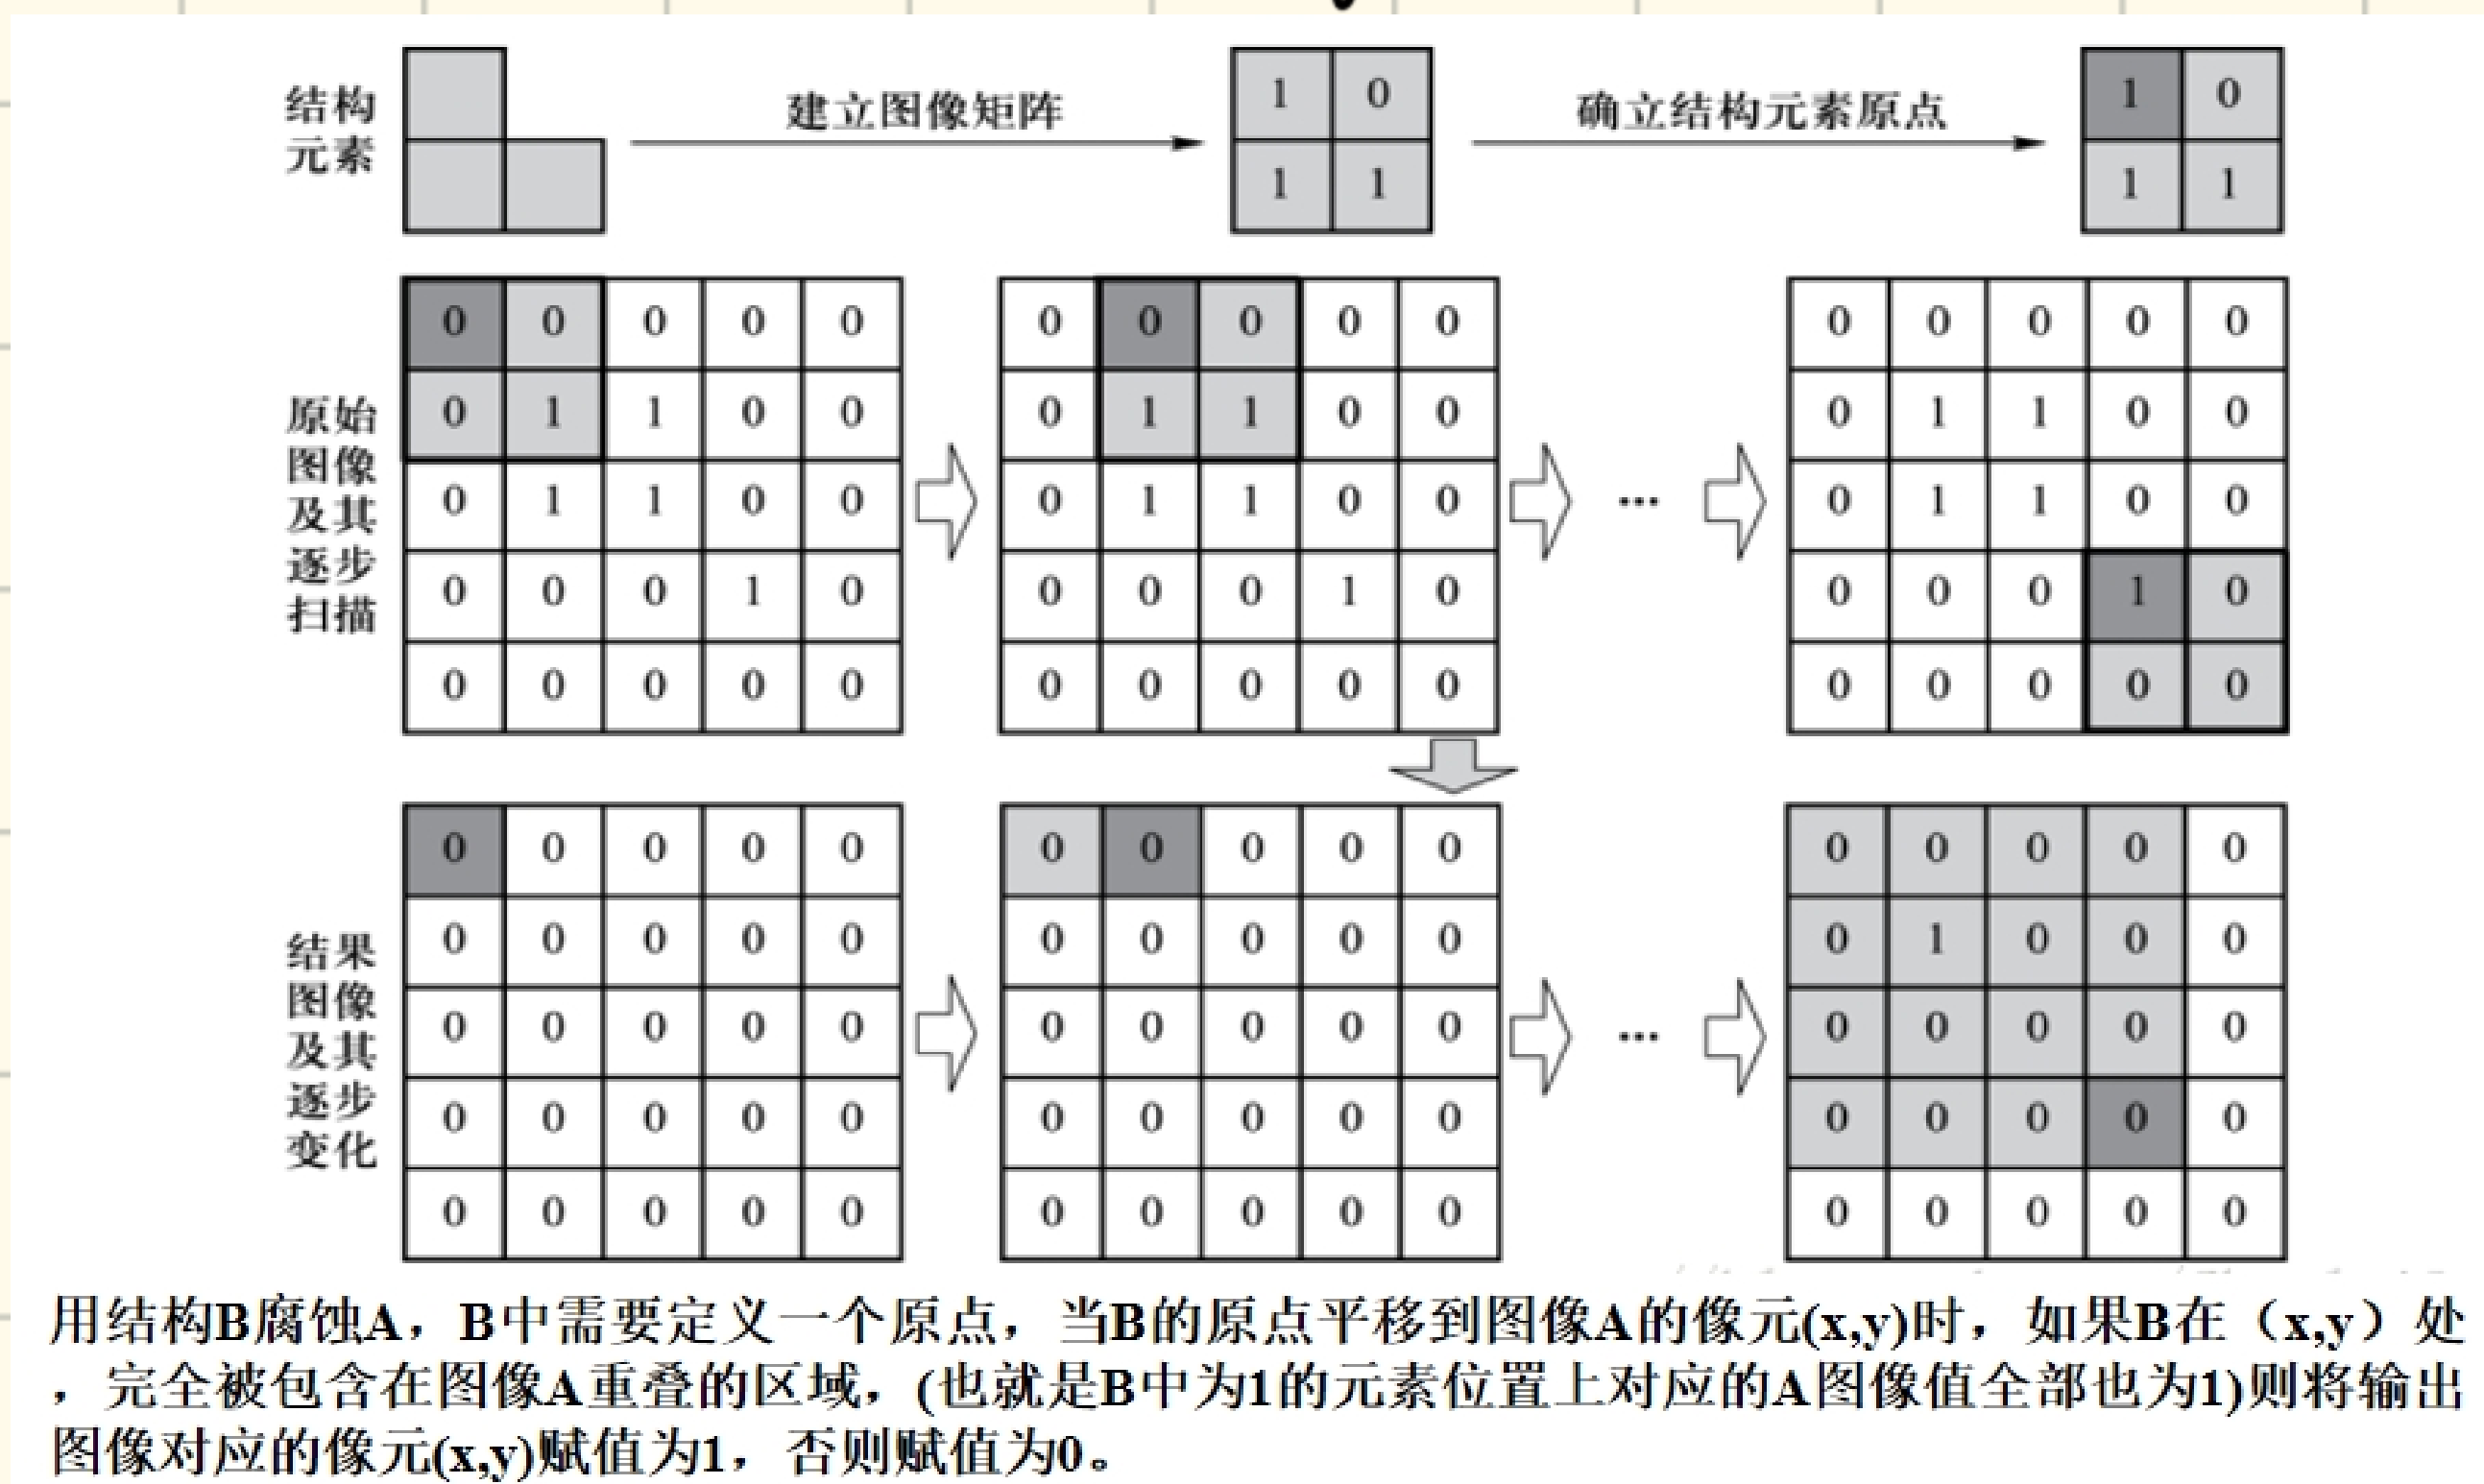 结构
元素
建立图像矩阵
1 0
1 1
确立结构元素原点
1 0
1 1
原始
图像
及其
逐步
扫描
0 0 0 0 0
0 1 1 0 0
0 1 1 0 0
0 0 0 1 0
0 0 0 0 0
0 0 0 0 0
0 1 1 0 0
0 1 1 0 0
0 0 0 1 0
0 0 0 0 0
...
0 0 0 0 0
0 1 1 0 0
0 1 1 0 0
0 0 0 1 0
0 0 0 0 0
结果
图像
及其
逐步
变化
0 0 0 0 0
0 0 0 0 0
0 0 0 0 0
0 0 0 0 0
0 0 0 0 0
0 0 0 0 0
0 0 0 0 0
0 0 0 0 0
0 0 0 0 0
0 0 0 0 0
...
0 0 0 0 0
0 1 0 0 0
0 0 0 0 0
0 0 0 0 0
0 0 0 0 0
用结构B腐蚀A，B中需要定义一个原点，当B的原点平移到图像A的像元(x,y)时，如果B在（x,y）处
，完全被包含在图像A重叠的区域，(也就是B中为1的元素位置上对应的A图像值全部也为1)则将输出
图像对应的像元(x,y)赋值为1，否则赋值为0。